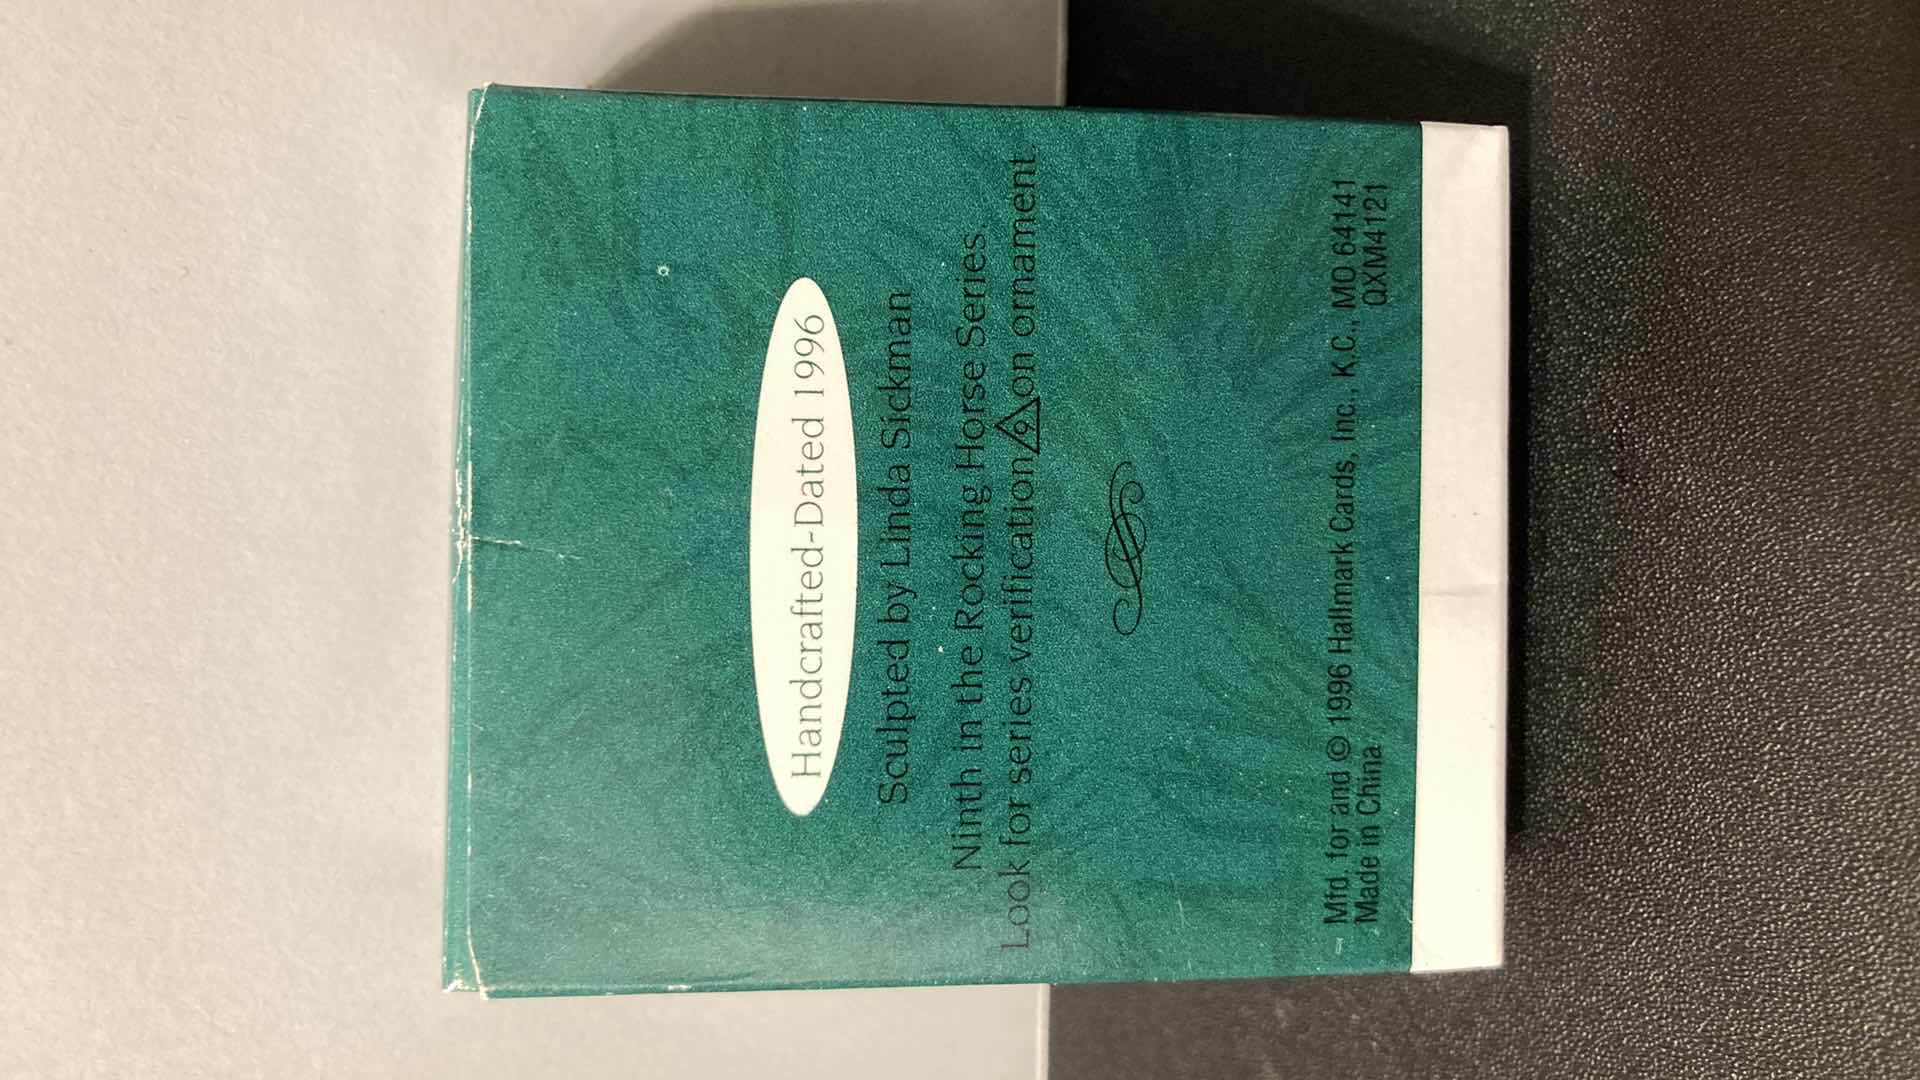 Handcrafted-Dated 1996
Sculpted by Linda Sickman
Ninth in the Rocking Horse Series.
Look for series verification 9 on ornament.
Mfd. for and © 1996 Hallmark Cards, Inc., K.C., MO 64141
Made in China QXM4121